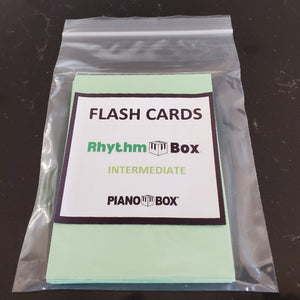 FLASH CARDS
Rhythm Box
INTERMEDIATE
PIANO BOX®